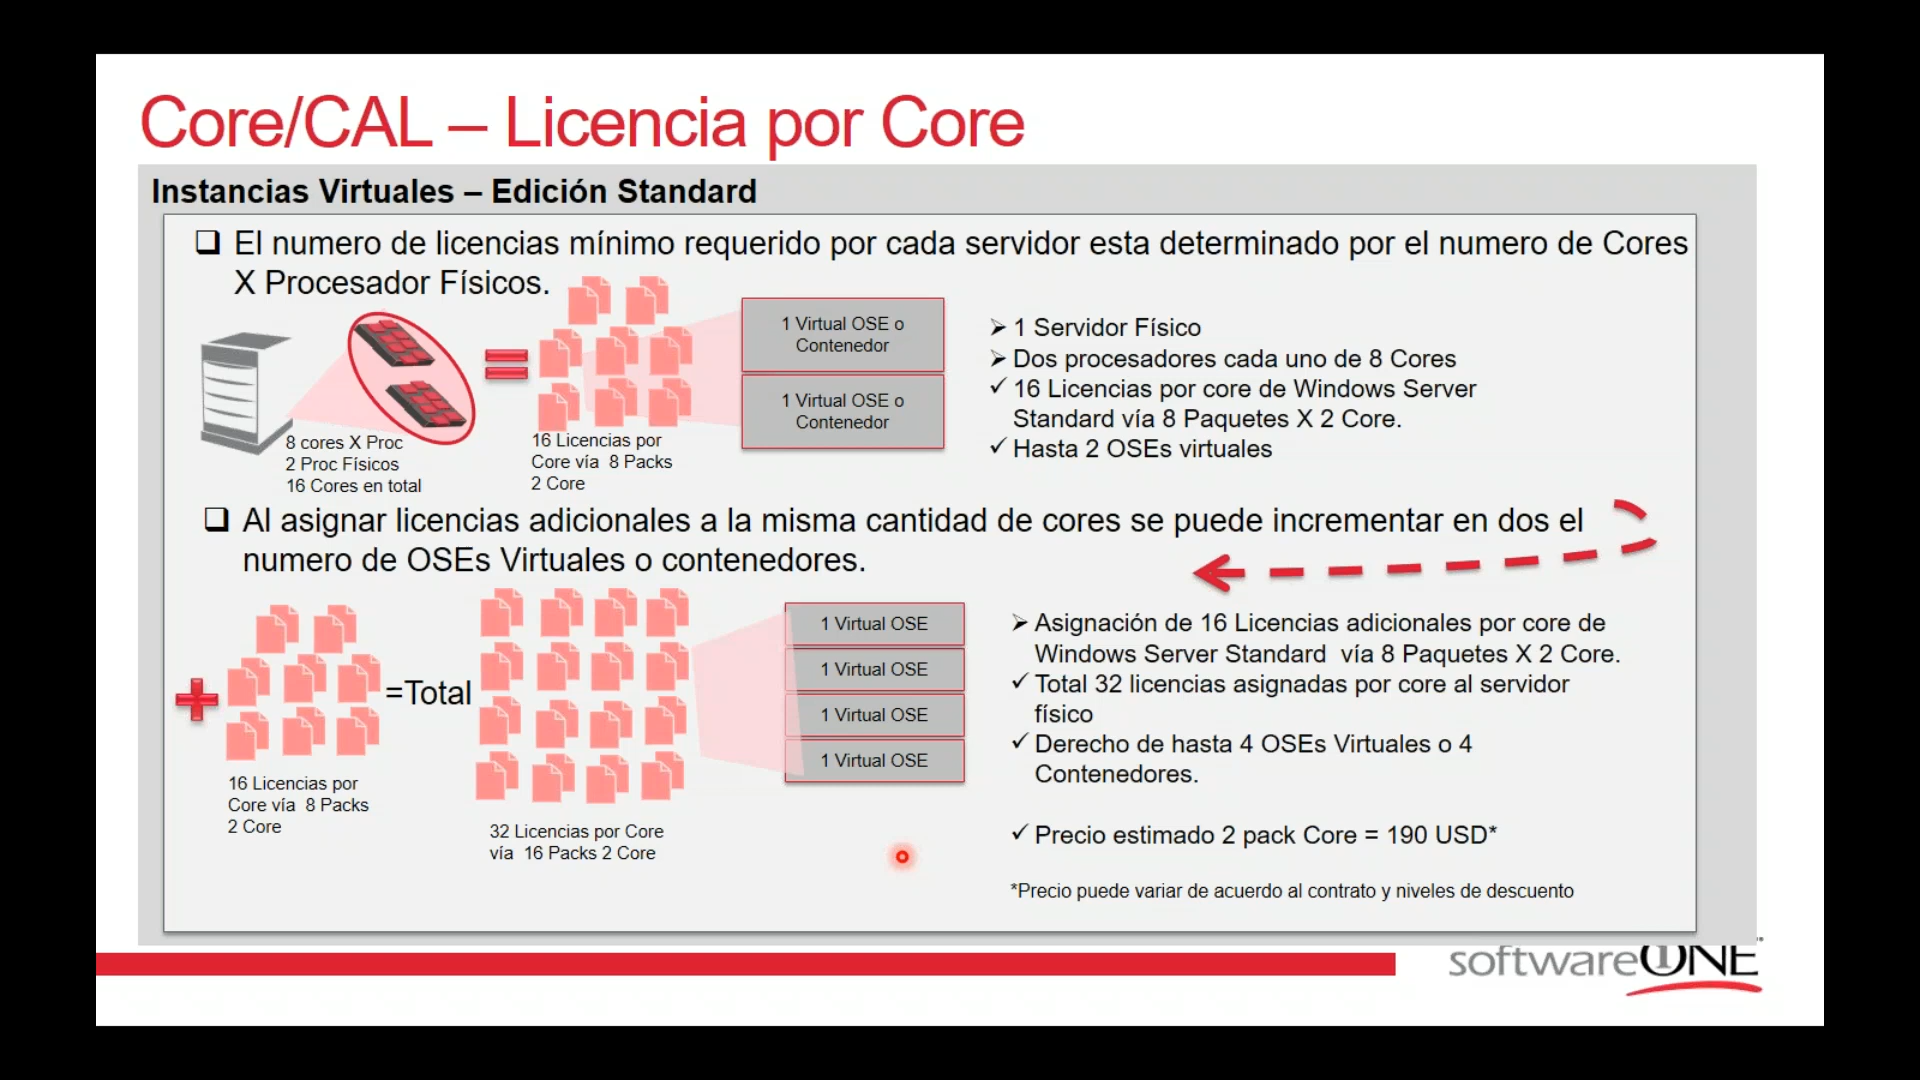 Core/CAL – Licencia por Core
Instancias Virtuales – Edición Standard
El numero de licencias mínimo requerido por cada servidor esta determinado por el numero de Cores
X Procesador Físicos.
8 cores X Proc
2 Proc Físicos
16 Cores en total
16 Licencias por
Core vía 8 Packs
2 Core
1 Virtual OSE o
Contenedor
1 Virtual OSE o
Contenedor
1 Servidor Físico
Dos procesadores cada uno de 8 Cores
16 Licencias por core de Windows Server
Standard vía 8 Paquetes X 2 Core.
Hasta 2 OSEs virtuales
Al asignar licencias adicionales a la misma cantidad de cores se puede incrementar en dos el
numero de OSEs Virtuales o contenedores.
16 Licencias por
Core vía 8 Packs
2 Core
=Total
32 Licencias por Core
vía 16 Packs 2 Core
1 Virtual OSE
1 Virtual OSE
1 Virtual OSE
1 Virtual OSE
Asignación de 16 Licencias adicionales por core de
Windows Server Standard vía 8 Paquetes X 2 Core.
Total 32 licencias asignadas por core al servidor
físico
Derecho de hasta 4 OSEs Virtuales o 4
Contenedores.
Precio estimado 2 pack Core = 190 USD*
*Precio puede variar de acuerdo al contrato y niveles de descuento
softwareONE